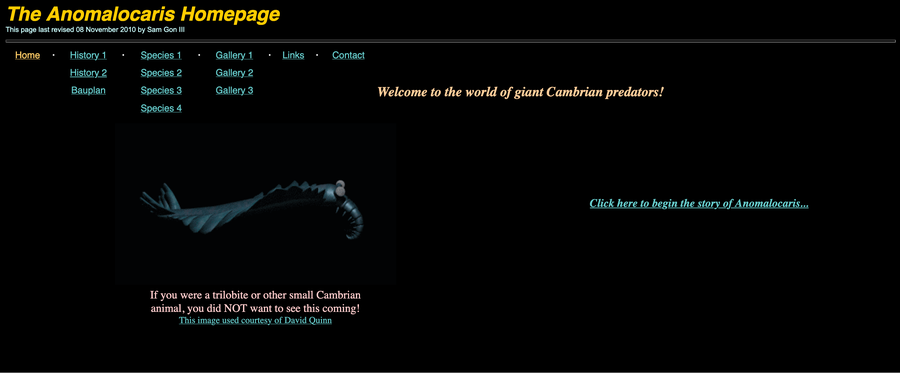 The Anomalocaris Homepage
This page last revised 08 November 2010 by Sam Gon III
Home · History 1 · Species 1 · Gallery 1 · Links · Contact
History 2 Species 2 Gallery 2
Bauplan Species 3 Gallery 3
Species 4
Welcome to the world of giant Cambrian predators!
Click here to begin the story of Anomalocaris...
If you were a trilobite or other small Cambrian
animal, you did NOT want to see this coming!
This image used courtesy of David Quinn